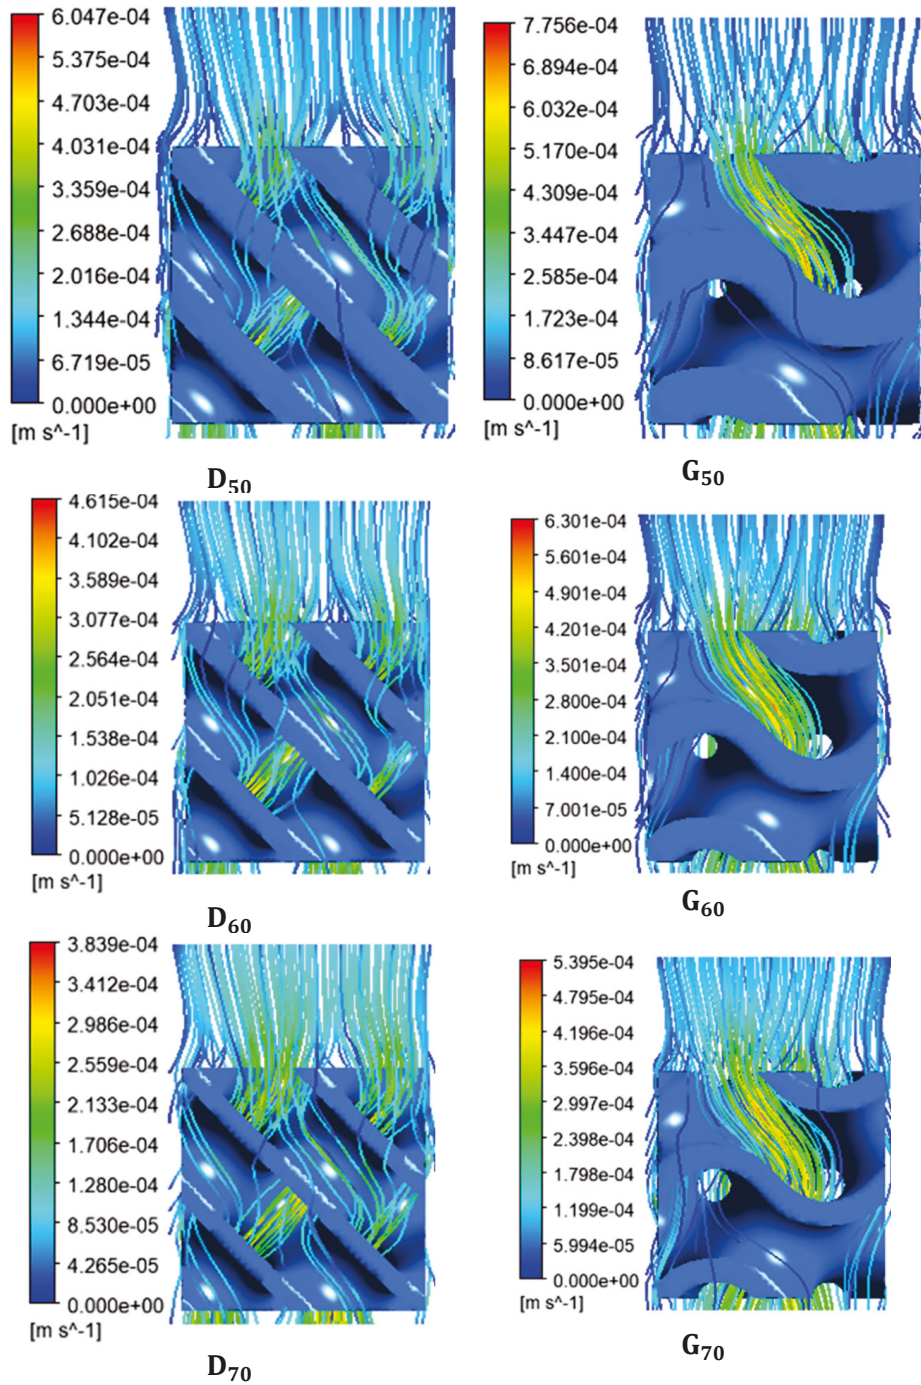 6.047e-04
5.375e-04
4.703e-04
4.031e-04
3.359e-04
2.688e-04
2.016e-04
1.344e-04
6.719e-05
0.000e+00
[m s^-1]
D50
7.756e-04
6.894e-04
6.032e-04
5.170e-04
4.309e-04
3.447e-04
2.585e-04
1.723e-04
8.617e-05
0.000e+00
[m s^-1]
G50
4.615e-04
4.102e-04
3.589e-04
3.077e-04
2.564e-04
2.051e-04
1.538e-04
1.026e-04
5.128e-05
0.000e+00
[m s^-1]
D60
6.301e-04
5.601e-04
4.901e-04
4.201e-04
3.501e-04
2.800e-04
2.100e-04
1.400e-04
7.001e-05
0.000e+00
[m s^-1]
G60
3.839e-04
3.412e-04
2.986e-04
2.559e-04
2.133e-04
1.706e-04
1.280e-04
8.530e-05
4.265e-05
0.000e+00
[m s^-1]
D70
5.395e-04
4.795e-04
4.196e-04
3.596e-04
2.997e-04
2.398e-04
1.798e-04
1.199e-04
5.994e-05
0.000e+00
[m s^-1]
G70